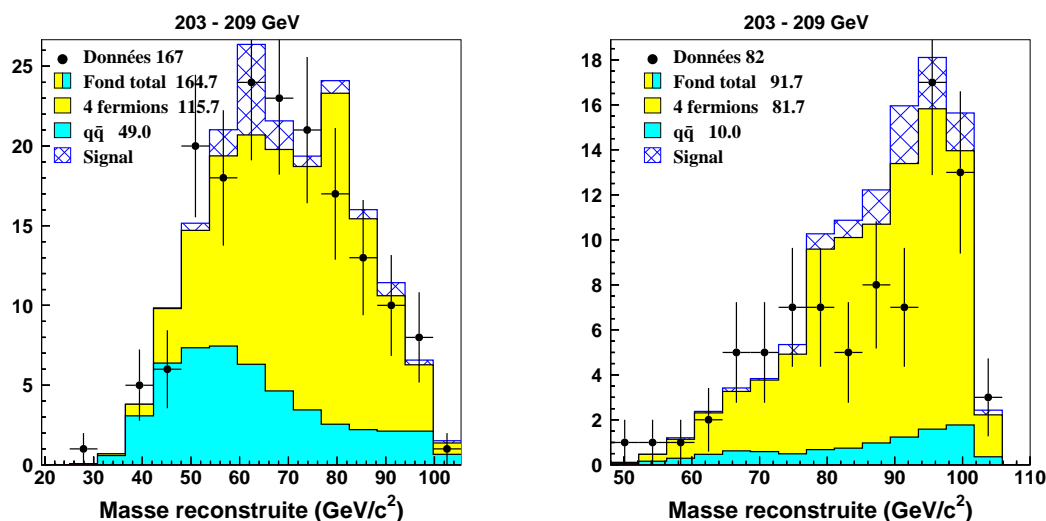 203 - 209 GeV
Données 167
Fond total 164.7
4 fermions 115.7
qq̄ 49.0
Signal
25
20
15
10
5
0
20 30 40 50 60 70 80 90 100
Masse reconstruite (GeV/c²)
203 - 209 GeV
Données 82
Fond total 91.7
4 fermions 81.7
qq̄ 10.0
Signal
18
16
14
12
10
8
6
4
2
0
50 60 70 80 90 100 110
Masse reconstruite (GeV/c²)